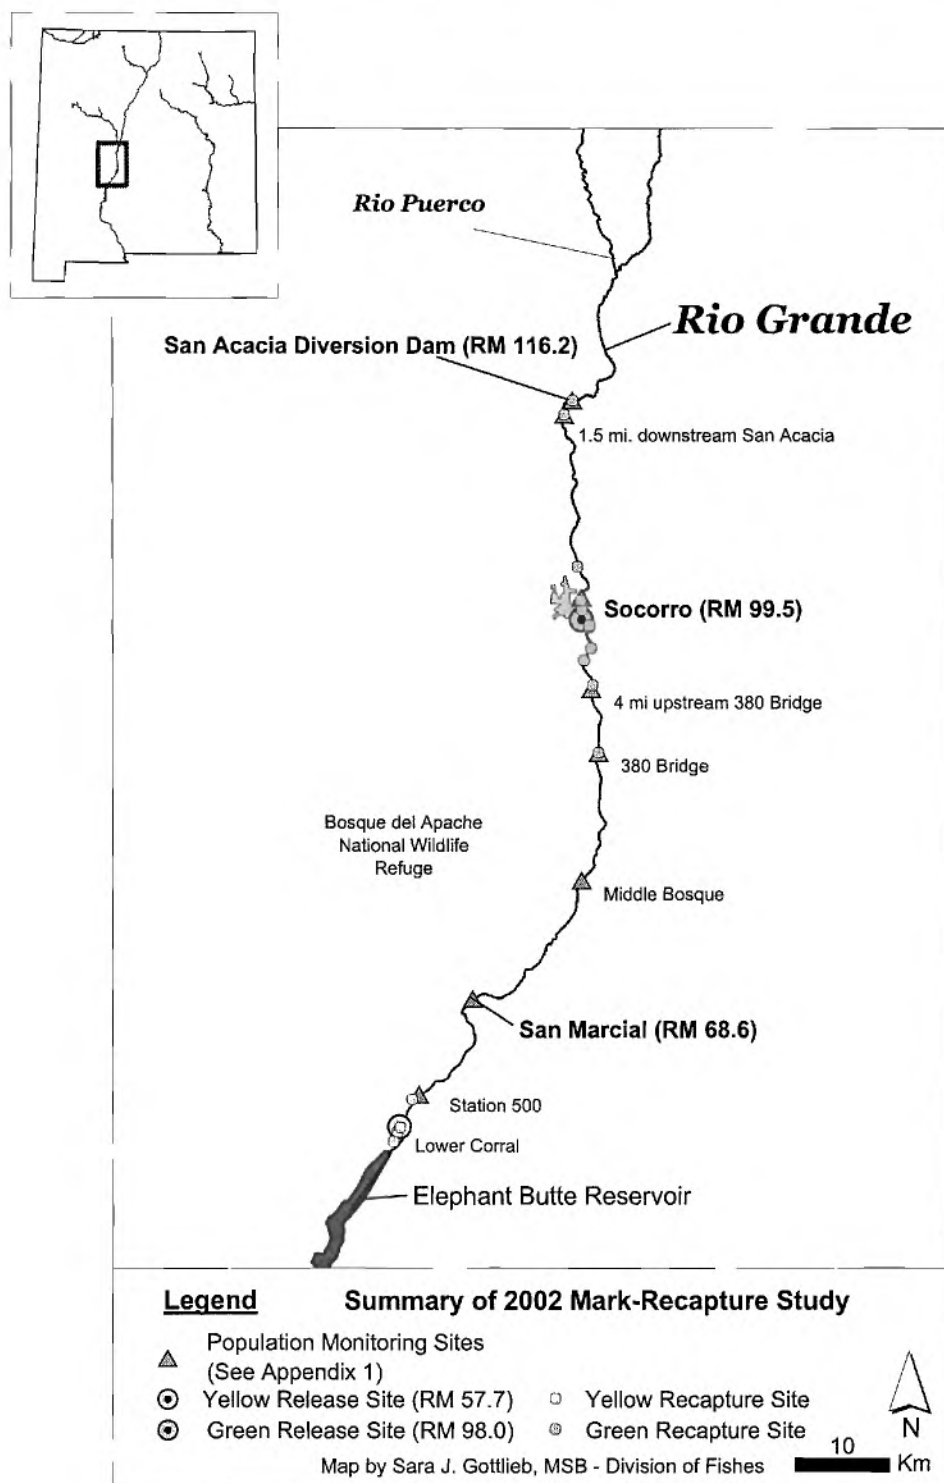 Rio Puerco
Rio Grande
San Acacia Diversion Dam (RM 116.2)
1.5 mi. downstream San Acacia
Socorro (RM 99.5)
4 mi upstream 380 Bridge
380 Bridge
Bosque del Apache
National Wildlife
Refuge
Middle Bosque
San Marcial (RM 68.6)
Station 500
Lower Corral
Elephant Butte Reservoir
Legend
Summary of 2002 Mark-Recapture Study
Population Monitoring Sites
(See Appendix 1)
Yellow Release Site (RM 57.7)
Yellow Recapture Site
Green Release Site (RM 98.0)
Green Recapture Site
N
10
Km
Map by Sara J. Gottlieb, MSB - Division of Fishes